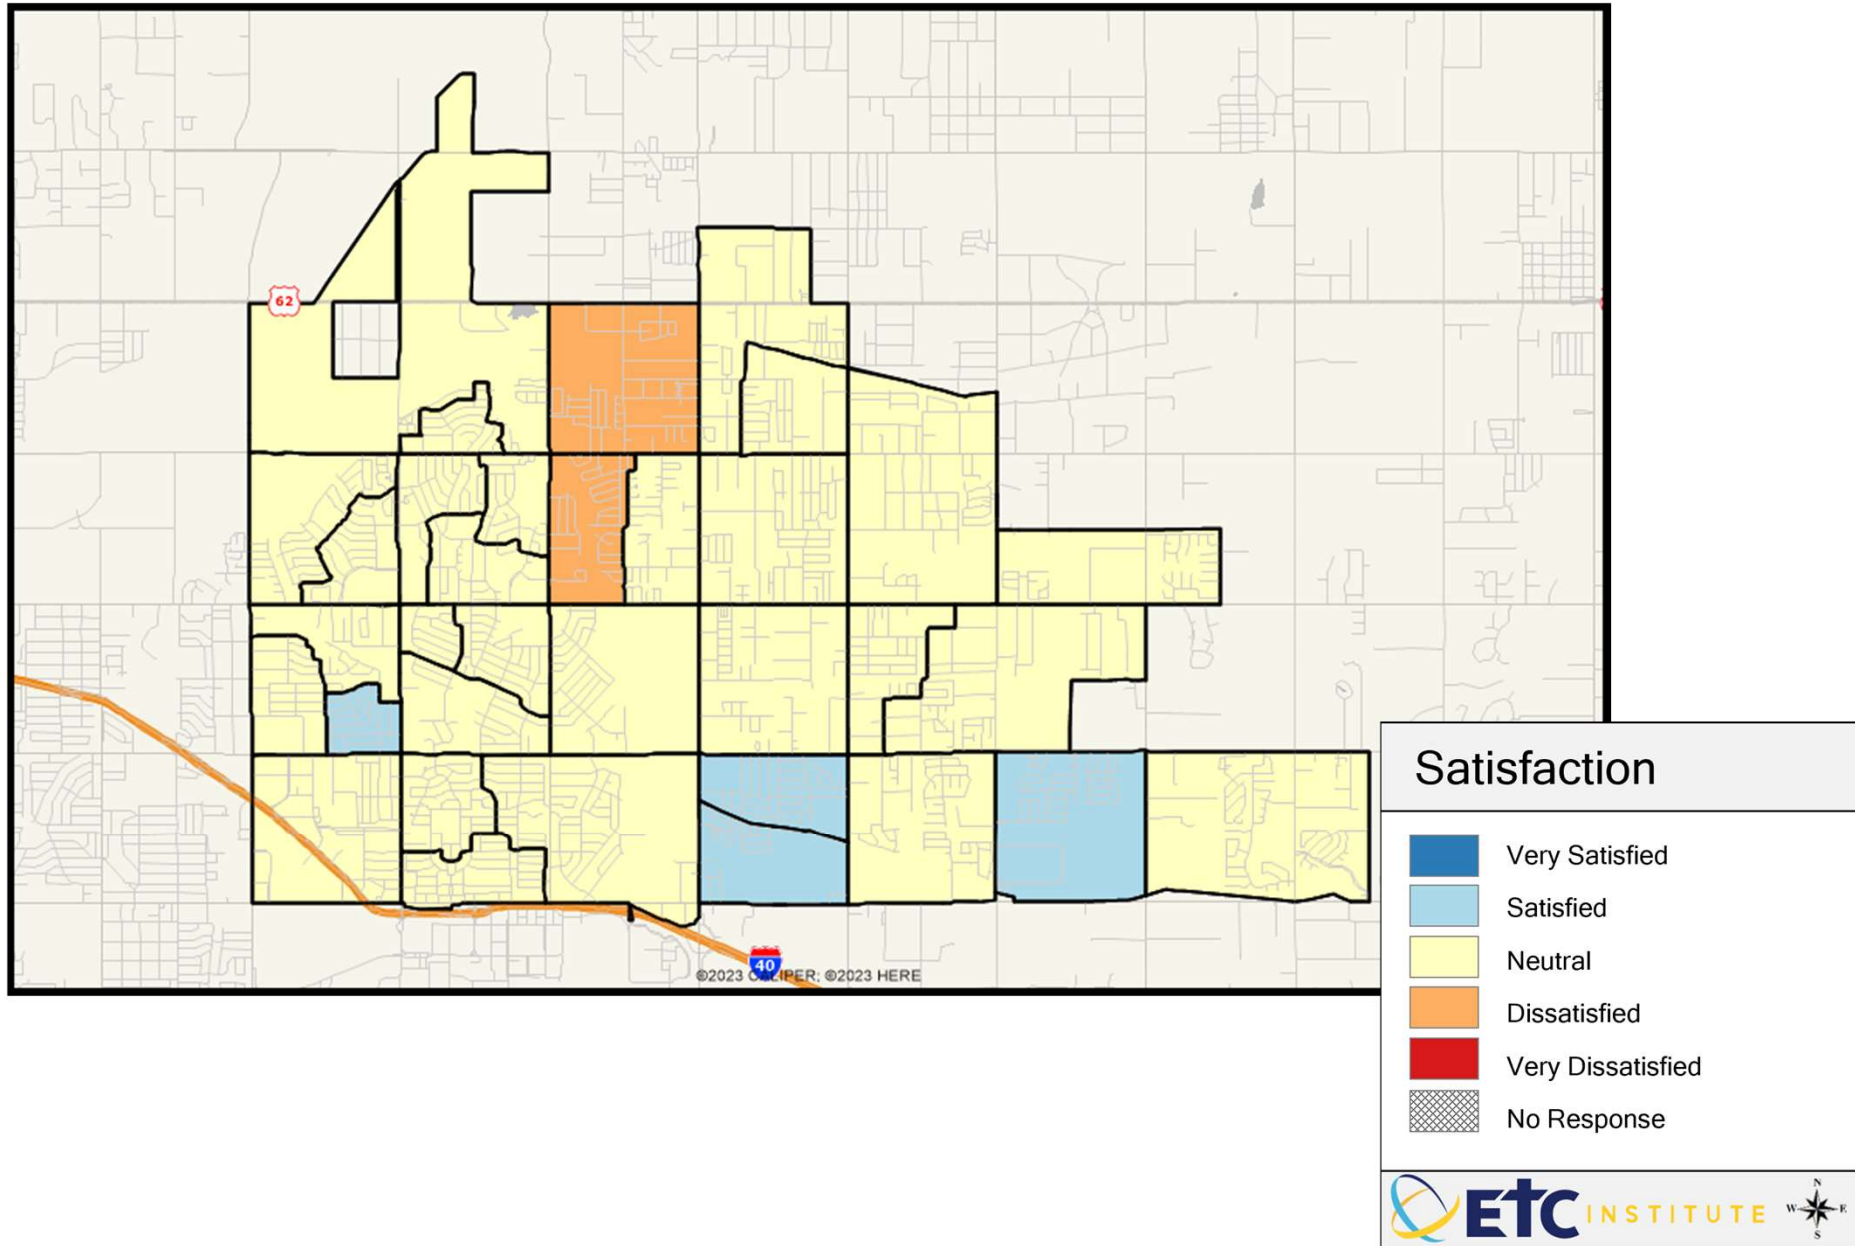 62
40
©2023 CALIPER; ©2023 HERE
Satisfaction
Very Satisfied
Satisfied
Neutral
Dissatisfied
Very Dissatisfied
No Response
ETC INSTITUTE
N
W E
S